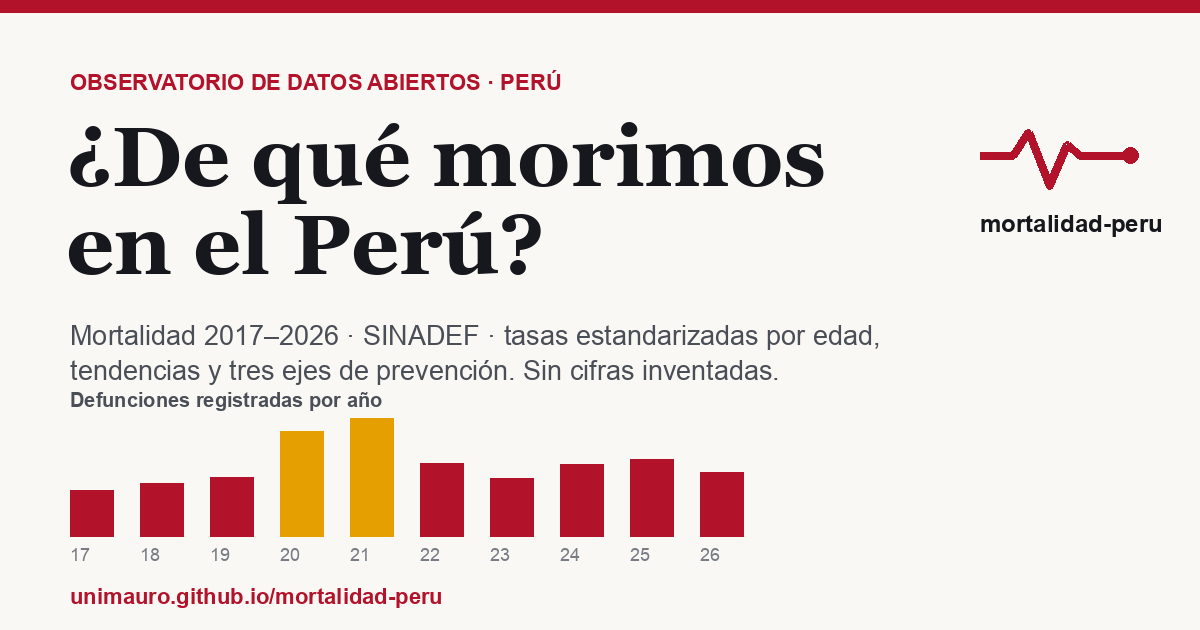 OBSERVATORIO DE DATOS ABIERTOS · PERÚ
¿De qué morimos
en el Perú?
mortalidad-peru
Mortalidad 2017–2026 · SINADEF · tasas estandarizadas por edad,
tendencias y tres ejes de prevención. Sin cifras inventadas.
Defunciones registradas por año
17 18 19 20 21 22 23 24 25 26
unimauro.github.io/mortalidad-peru